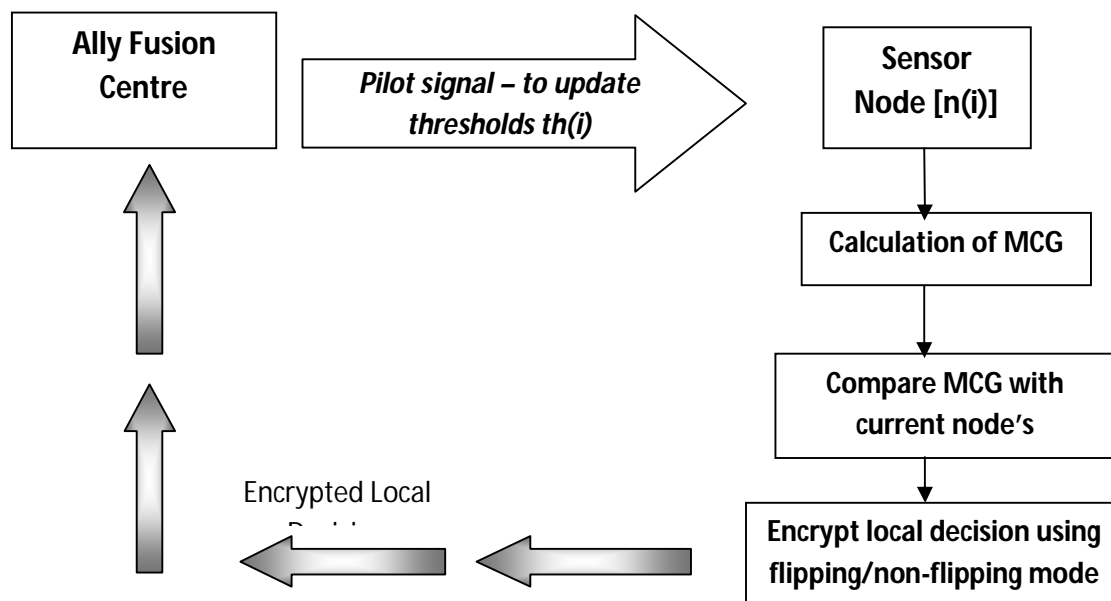 Ally Fusion
Centre
Pilot signal – to update
thresholds th(i)
Sensor
Node [n(i)]
Calculation of MCG
Compare MCG with
current node's
Encrypt local decision using
flipping/non-flipping mode
Encrypted Local